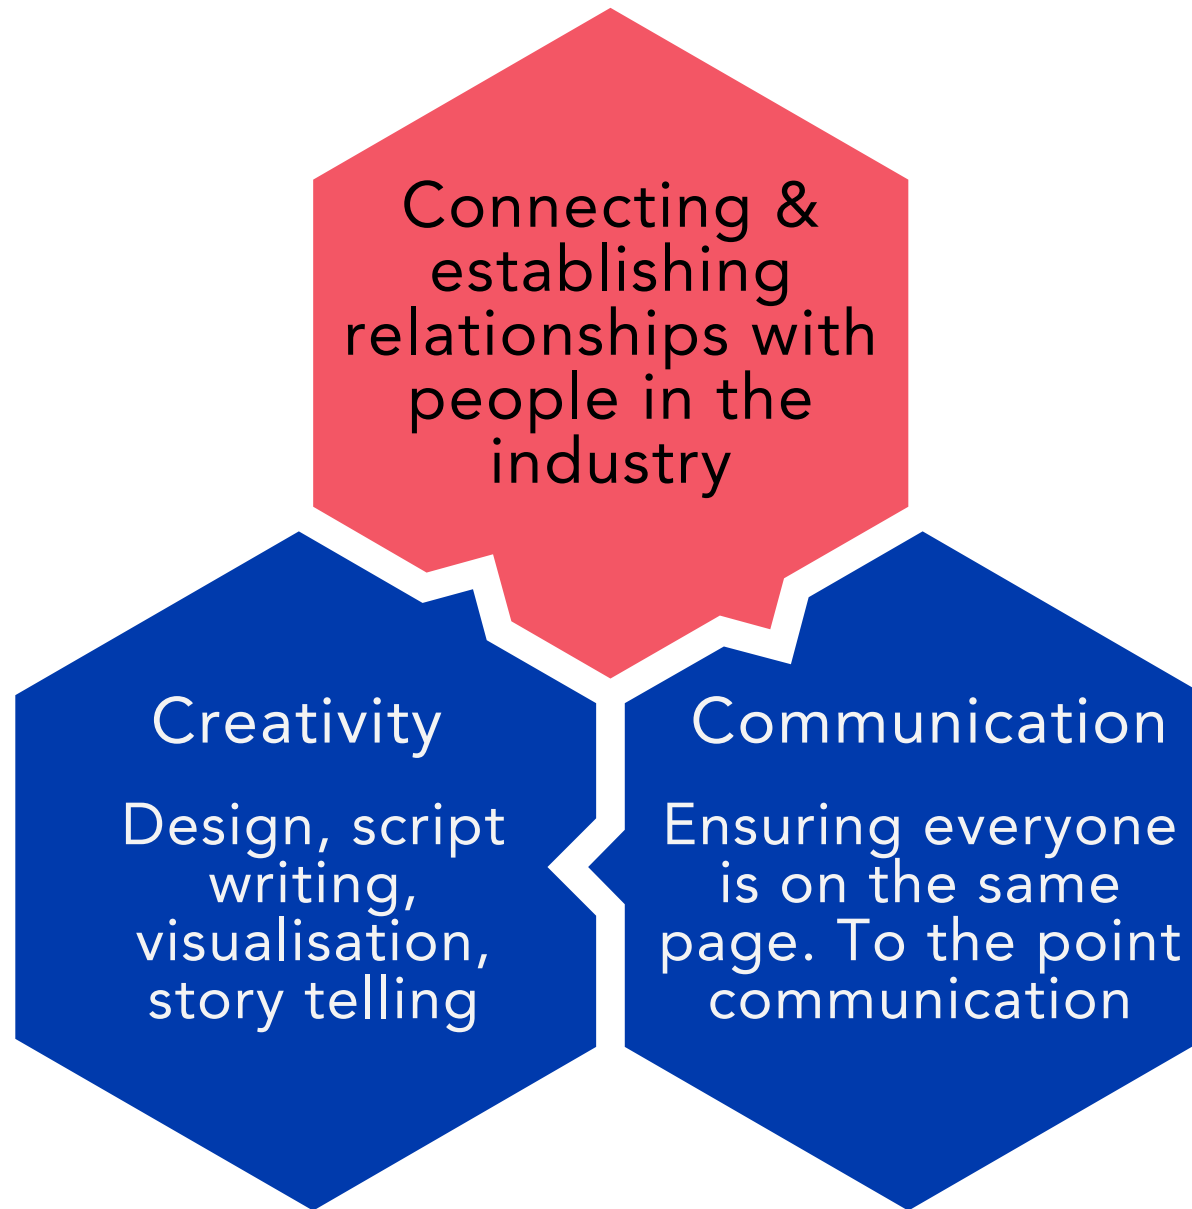 Connecting &
establishing
relationships with
people in the
industry
Creativity
Design, script
writing,
visualisation,
story telling
Communication
Ensuring everyone
is on the same
page. To the point
communication